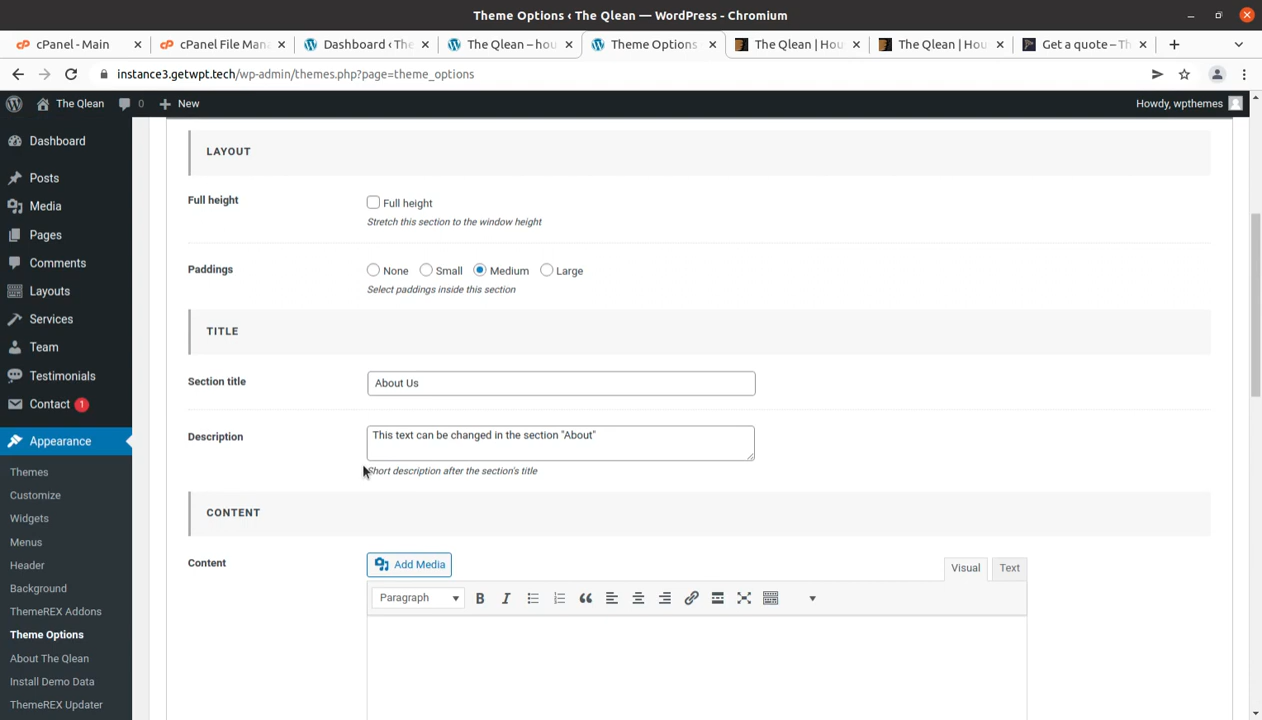 Theme Options ‹ The Qlean — WordPress - Chromium
cPanel - Main
cPanel File Man
Dashboard ‹ The
The Qlean – hou
Theme Options
The Qlean | Hou
The Qlean | Hou
Get a quote – Th
instance3.getwpt.tech/wp-admin/themes.php?page=theme_options
The Qlean
0
New
Howdy, wpthemes
Dashboard
Posts
Media
Pages
Comments
Layouts
Services
Team
Testimonials
Contact 1
Appearance
Themes
Customize
Widgets
Menus
Header
Background
ThemeREX Addons
Theme Options
About The Qlean
Install Demo Data
ThemeREX Updater
LAYOUT
Full height
Full height
Stretch this section to the window height
Paddings
None Small Medium Large
Select paddings inside this section
TITLE
Section title
About Us
Description
This text can be changed in the section "About"
Short description after the section's title
CONTENT
Content
Add Media
Visual Text
Paragraph